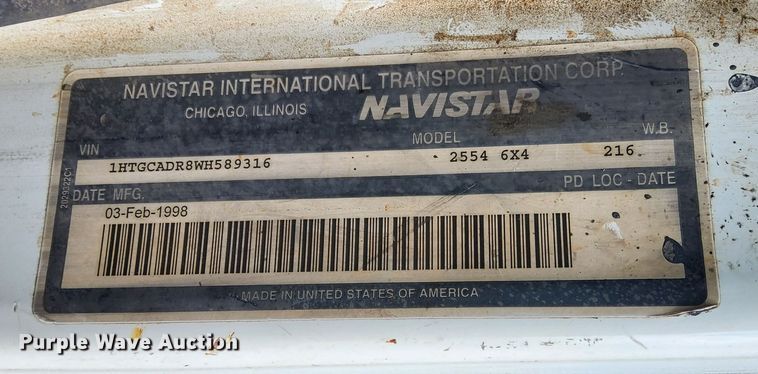 NAVISTAR INTERNATIONAL TRANSPORTATION CORP.
CHICAGO, ILLINOIS NAVISTAR
VIN MODEL W.B.
1HTGCADR8WH589316 2554 6X4 216
DATE MFG. PD LOC - DATE
03-Feb-1998
2029322C1
MADE IN UNITED STATES OF AMERICA
Purple Wave Auction